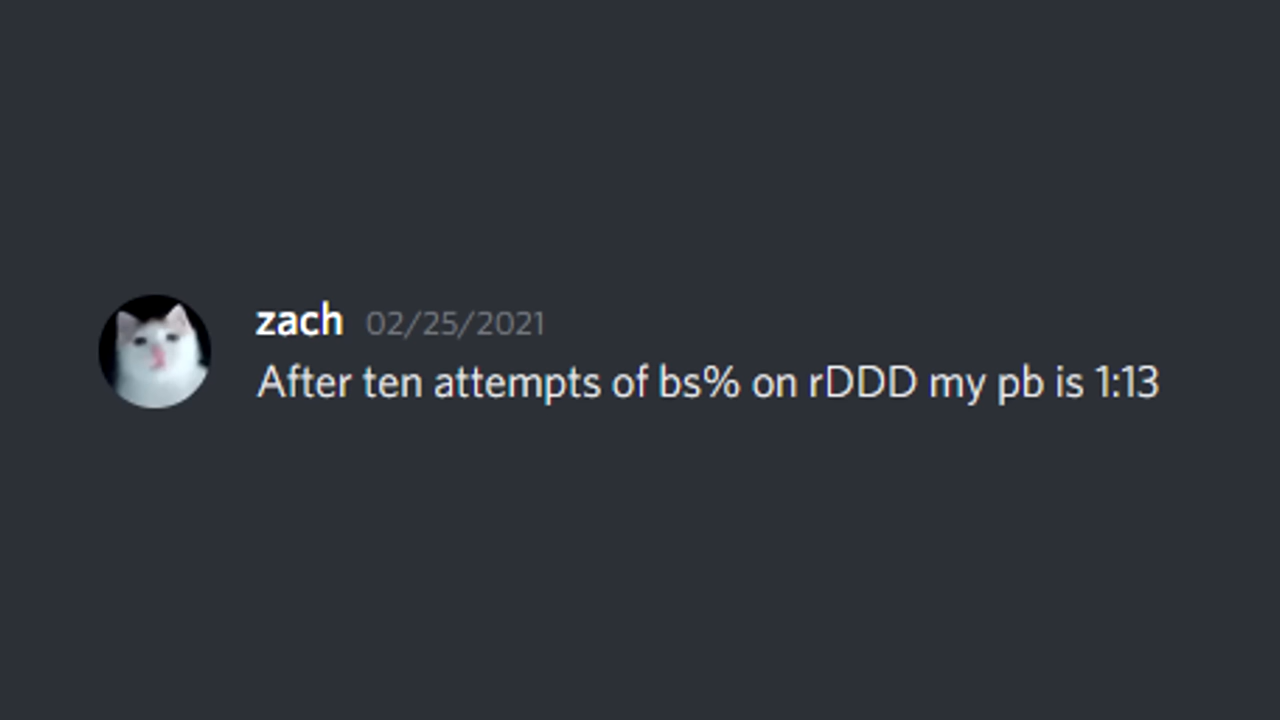 zach 02/25/2021
After ten attempts of bs% on rDDD my pb is 1:13